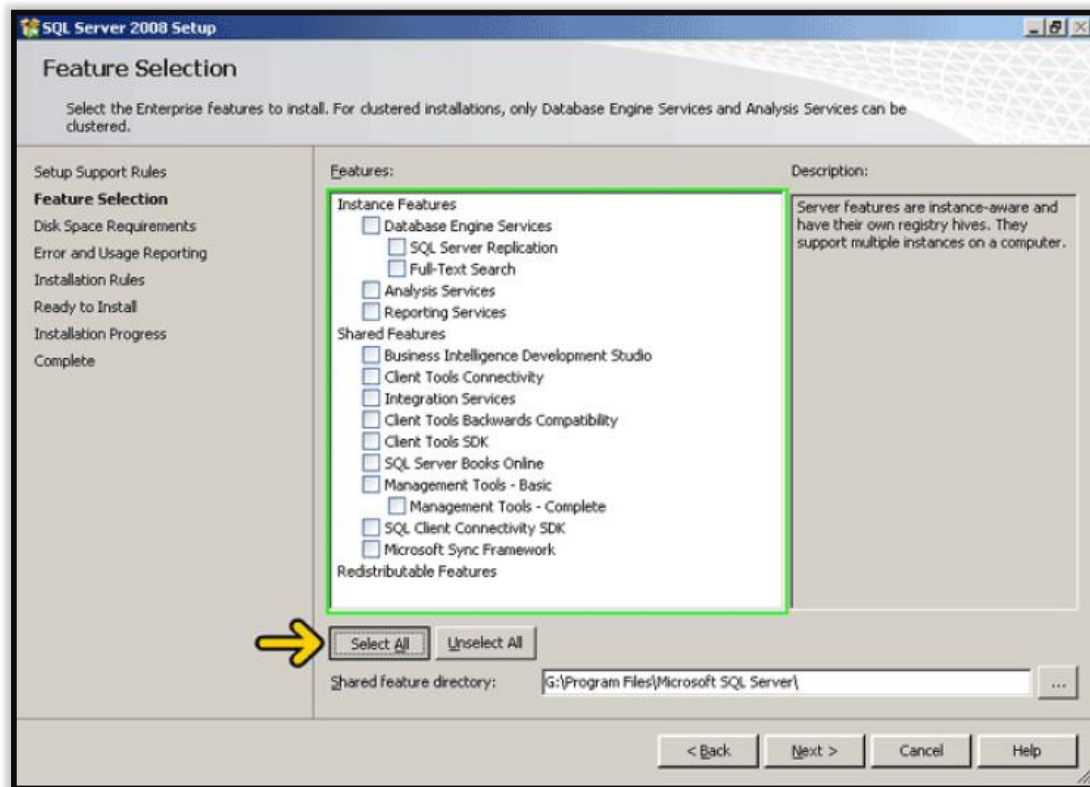 SQL Server 2008 Setup
Feature Selection
Select the Enterprise features to install. For clustered installations, only Database Engine Services and Analysis Services can be
clustered.
Setup Support Rules
Feature Selection
Disk Space Requirements
Error and Usage Reporting
Installation Rules
Ready to Install
Installation Progress
Complete
Features:
Instance Features
Database Engine Services
SQL Server Replication
Full-Text Search
Analysis Services
Reporting Services
Shared Features
Business Intelligence Development Studio
Client Tools Connectivity
Integration Services
Client Tools Backwards Compatibility
Client Tools SDK
SQL Server Books Online
Management Tools - Basic
Management Tools - Complete
SQL Client Connectivity SDK
Microsoft Sync Framework
Redistributable Features
Description:
Server features are instance-aware and
have their own registry hives. They
support multiple instances on a computer.
Select All
Unselect All
Shared feature directory:
G:\Program Files\Microsoft SQL Server\
...
< Back
Next >
Cancel
Help